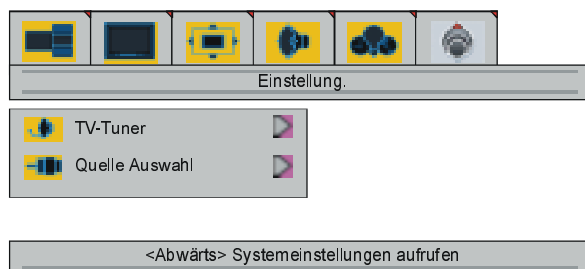 Einstellung.
TV-Tuner
Quelle Auswahl
<Abwärts> Systemeinstellungen aufrufen